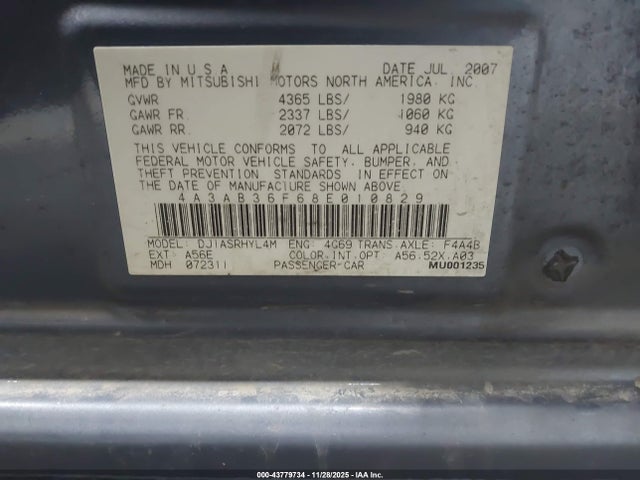 MADE IN U S A DATE JUL 2007
MFD BY MITSUBISHI MOTORS NORTH AMERICA, INC.
GVWR 4365 LBS/ 1980 KG
GAWR FR. 2337 LBS/ 1060 KG
GAWR RR. 2072 LBS/ 940 KG
THIS VEHICLE CONFORMS TO ALL APPLICABLE
FEDERAL MOTOR VEHICLE SAFETY, BUMPER, AND
THEFT PREVENTION STANDARDS IN EFFECT ON
THE DATE OF MANUFACTURE SHOWN ABOVE.
4A3AB36F68E010829
MODEL: DJ1ASRHYL4M ENG: 4G69 TRANS.AXLE: F4A4B
EXT: A56E COLOR.INT.OPT: A56.52X.A03
MDH 072311 PASSENGER-CAR MU001235
000-43779734 - 11/28/2025 - IAA Inc.